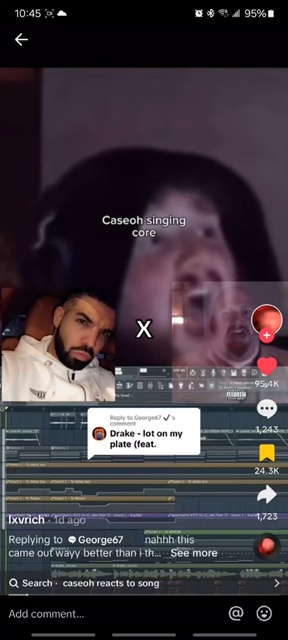 10:45
95%
Caseoh singing
core
X
Reply to George67 ✓'s
comment
Drake - lot on my
plate (feat.
95.4K
1,243
24.3K
1,723
lxvrich · 1d ago
Replying to George67 nahhh this
came out wayy better than i th... See more
Search · caseoh reacts to song
Add comment...